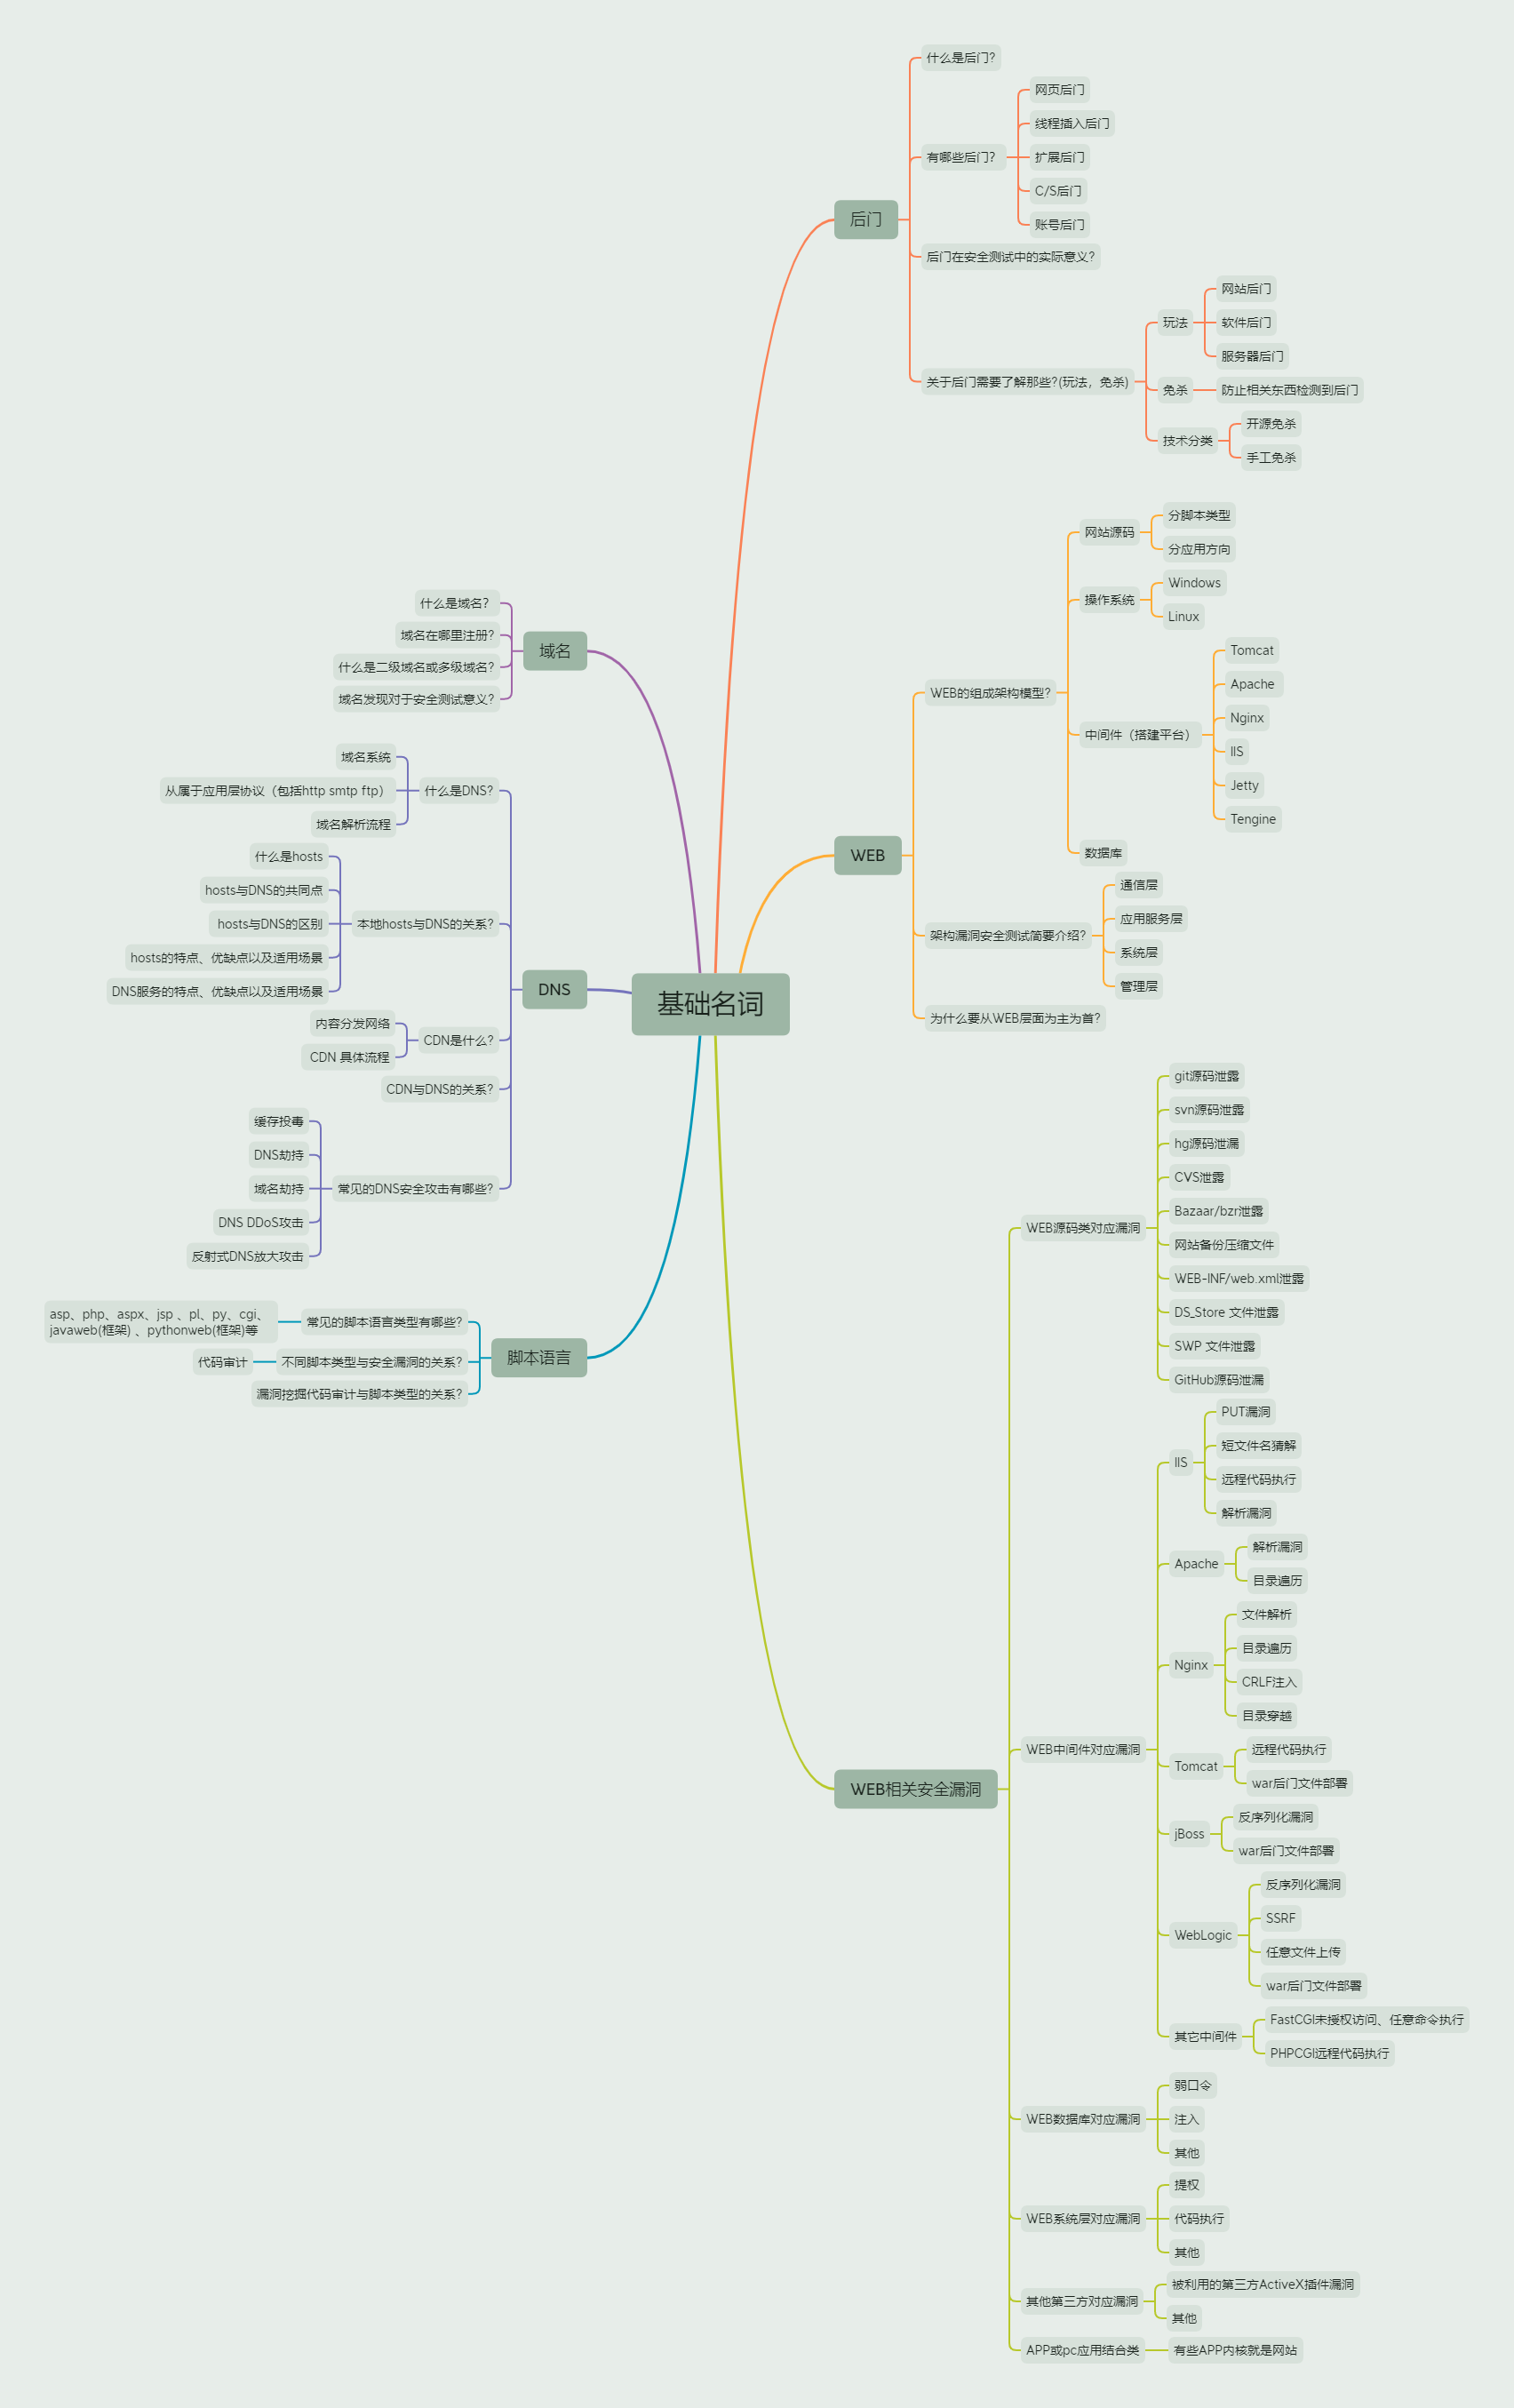 基础名词
后门
什么是后门?
有哪些后门?
网页后门
线程插入后门
扩展后门
C/S后门
账号后门
后门在安全测试中的实际意义?
关于后门需要了解那些?(玩法，免杀)
玩法
网站后门
软件后门
服务器后门
免杀
防止相关东西检测到后门
技术分类
开源免杀
手工免杀
WEB
WEB的组成架构模型?
网站源码
分脚本类型
分应用方向
操作系统
Windows
Linux
中间件（搭建平台）
Tomcat
Apache
Nginx
IIS
Jetty
Tengine
数据库
架构漏洞安全测试简要介绍?
通信层
应用服务层
系统层
管理层
为什么要从WEB层面为主为首?
WEB相关安全漏洞
WEB源码类对应漏洞
git源码泄露
svn源码泄露
hg源码泄漏
CVS泄露
Bazaar/bzr泄露
网站备份压缩文件
WEB-INF/web.xml泄露
DS_Store 文件泄露
SWP 文件泄露
GitHub源码泄漏
WEB中间件对应漏洞
IIS
PUT漏洞
短文件名猜解
远程代码执行
解析漏洞
Apache
解析漏洞
目录遍历
Nginx
文件解析
目录遍历
CRLF注入
目录穿越
Tomcat
远程代码执行
war后门文件部署
jBoss
反序列化漏洞
war后门文件部署
WebLogic
反序列化漏洞
SSRF
任意文件上传
war后门文件部署
其它中间件
FastCGI未授权访问、任意命令执行
PHPCGI远程代码执行
WEB数据库对应漏洞
弱口令
注入
其他
WEB系统层对应漏洞
提权
代码执行
其他
其他第三方对应漏洞
被利用的第三方ActiveX插件漏洞
其他
APP或pc应用结合类
有些APP内核就是网站
域名
什么是域名?
域名在哪里注册?
什么是二级域名或多级域名?
域名发现对于安全测试意义?
DNS
什么是DNS?
域名系统
从属于应用层协议（包括http smtp ftp）
域名解析流程
本地hosts与DNS的关系?
什么是hosts
hosts与DNS的共同点
hosts与DNS的区别
hosts的特点、优缺点以及适用场景
DNS服务的特点、优缺点以及适用场景
CDN是什么?
内容分发网络
CDN 具体流程
CDN与DNS的关系?
常见的DNS安全攻击有哪些?
缓存投毒
DNS劫持
域名劫持
DNS DDoS攻击
反射式DNS放大攻击
脚本语言
常见的脚本语言类型有哪些?
asp、php、aspx、jsp 、pl、py、cgi、
javaweb(框架) 、pythonweb(框架)等
不同脚本类型与安全漏洞的关系?
代码审计
漏洞挖掘代码审计与脚本类型的关系?